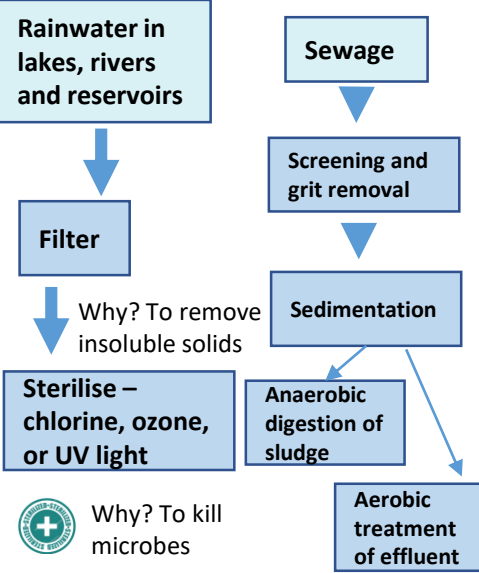 Rainwater in
lakes, rivers
and reservoirs
Filter
Why? To remove
insoluble solids
Sterilise –
chlorine, ozone,
or UV light
Why? To kill
microbes
Sewage
Screening and
grit removal
Sedimentation
Anaerobic
digestion of
sludge
Aerobic
treatment
of effluent